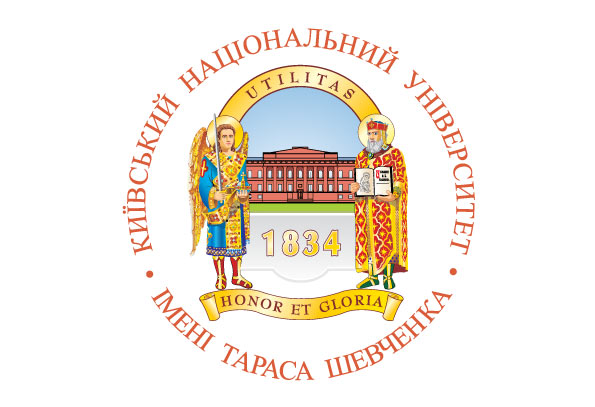 КИЇВСЬКИЙ НАЦІОНАЛЬНИЙ УНІВЕРСИТЕТ
ІМЕНІ ТАРАСА ШЕВЧЕНКА
UTILITAS
1834
HONOR ET GLORIA